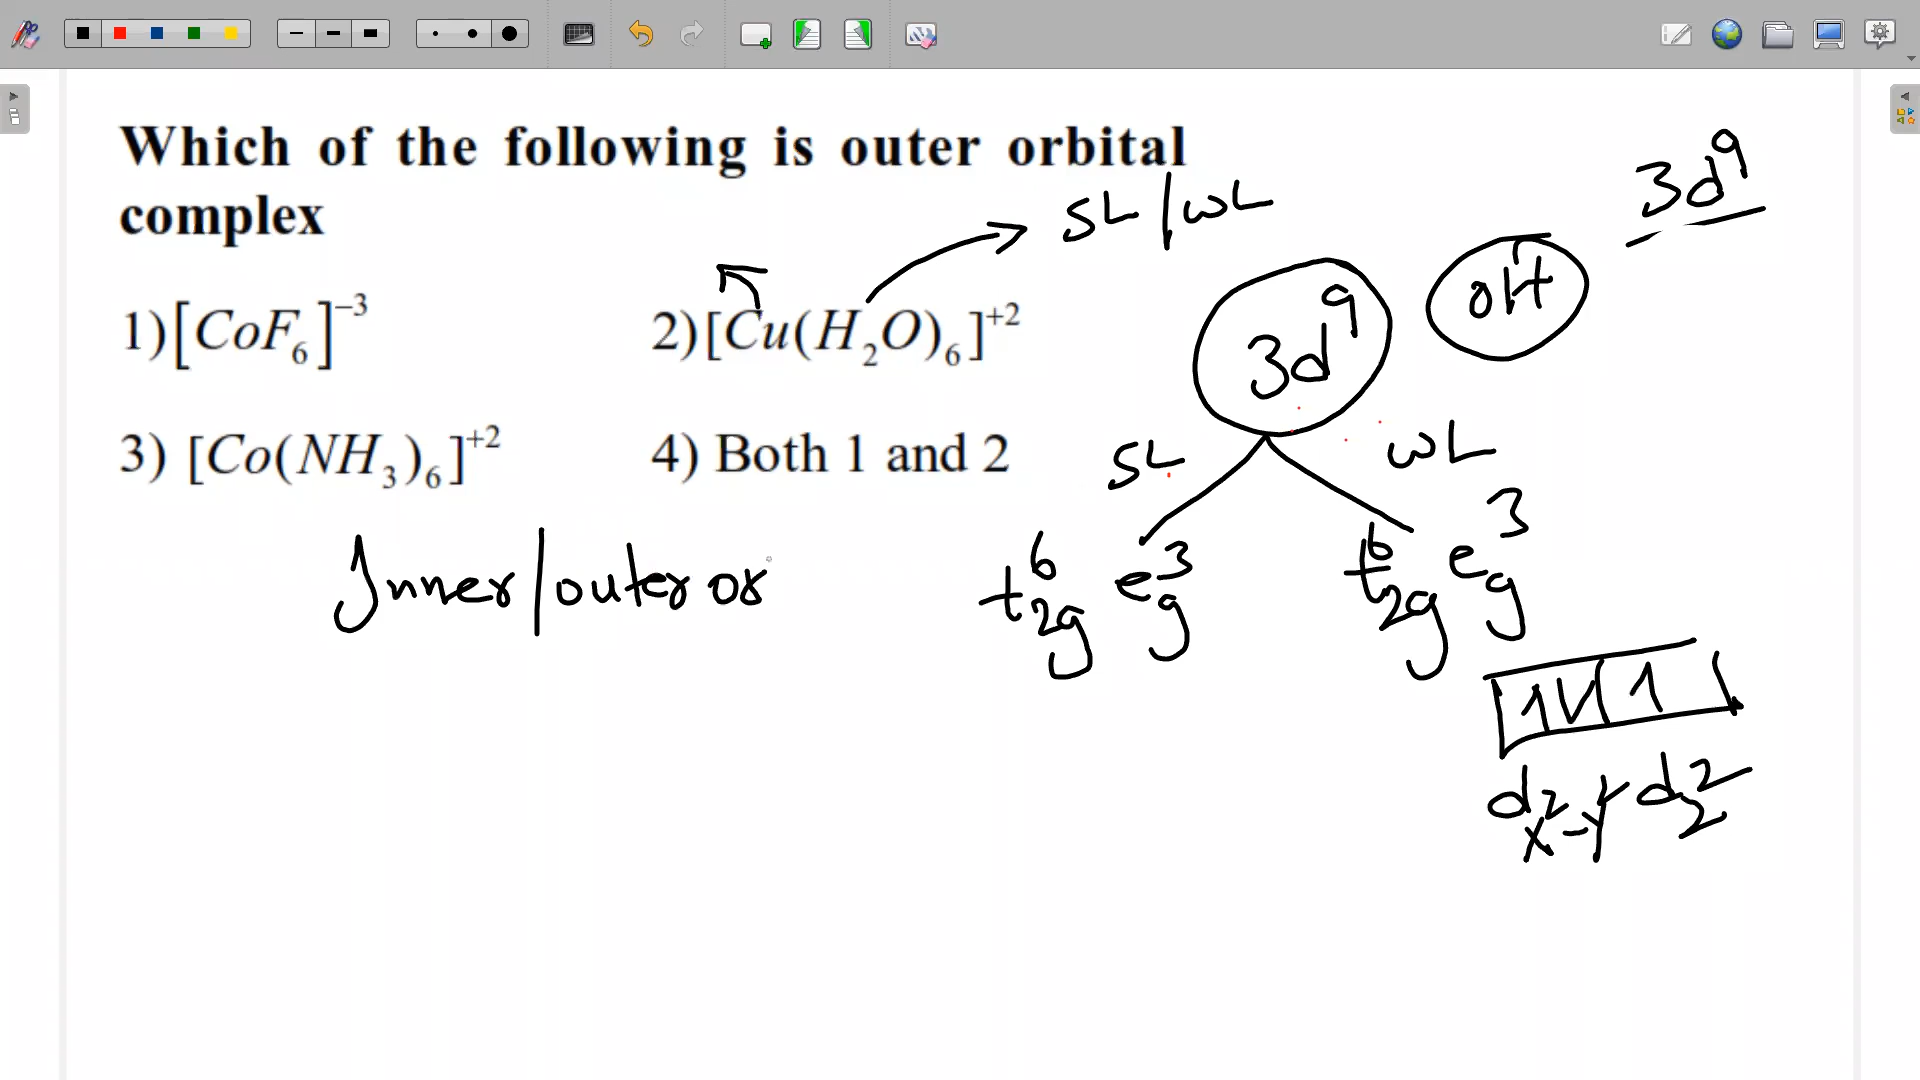 Which of the following is outer orbital
complex
1) [CoF₆]⁻³
2) [Cu(H₂O)₆]⁺²
3) [Co(NH₃)₆]⁺²
4) Both 1 and 2
SL / WL
3d⁹
3d⁹
OH
SL
WL
t₂g⁶ eg³
t₂g⁶ eg³
Inner/outer or
1 1 1
dx²-y² dz²